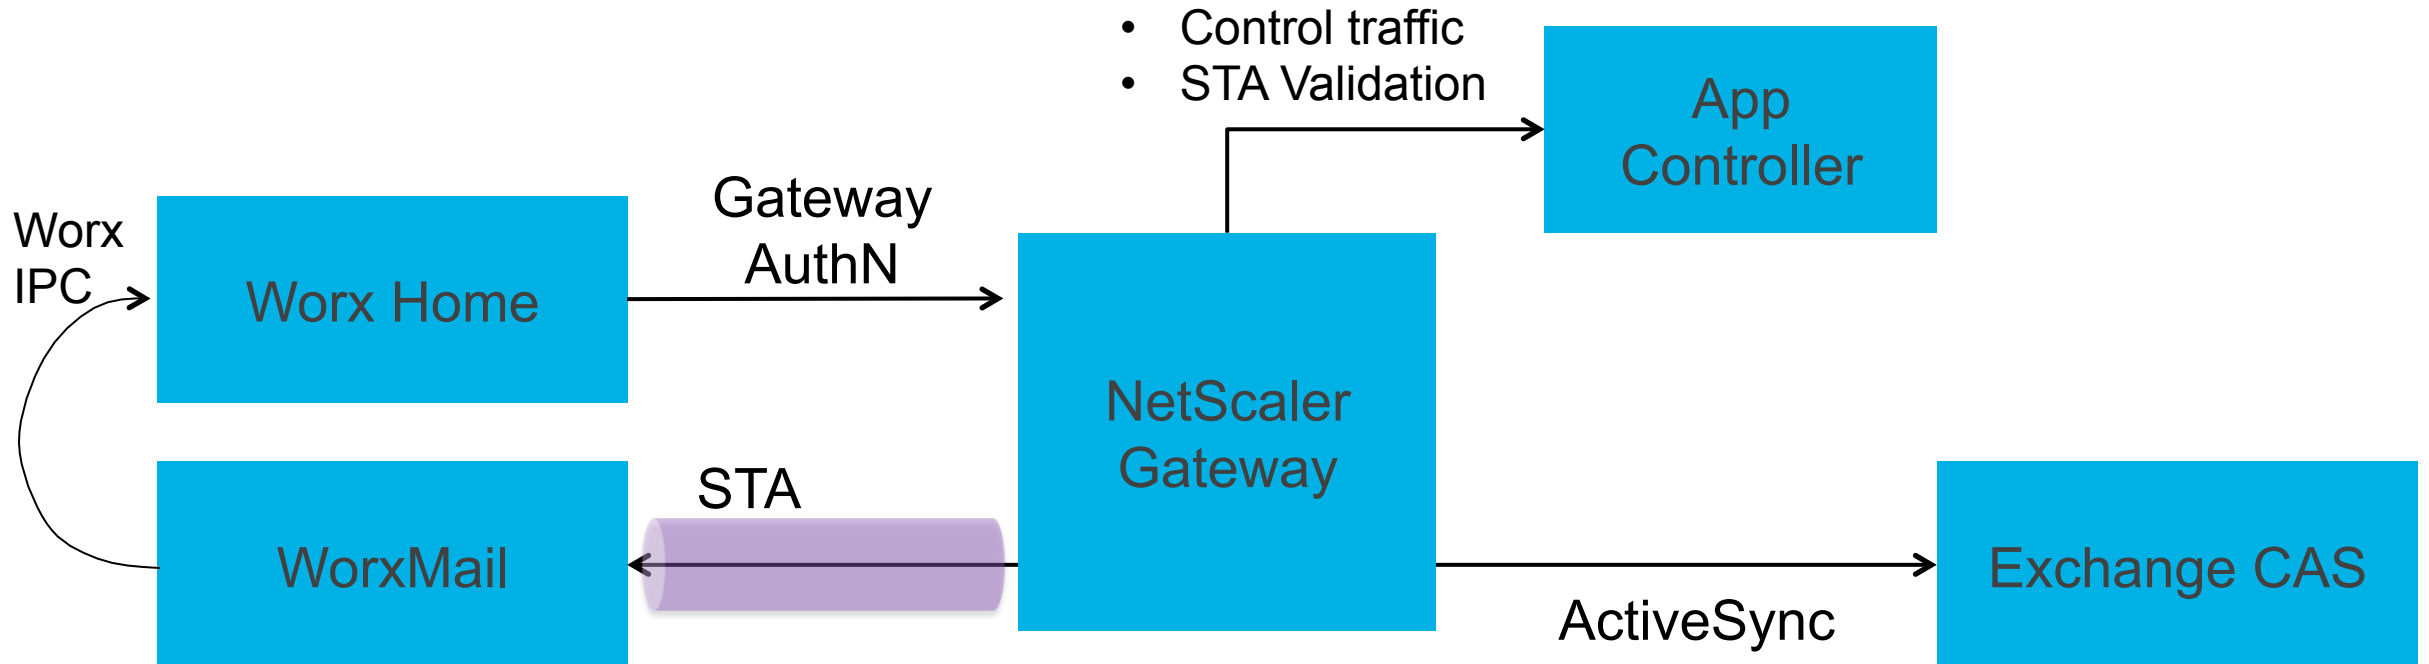 • Control traffic
• STA Validation
App
Controller
Gateway
AuthN
Worx
IPC
Worx Home
NetScaler
Gateway
STA
WorxMail
Exchange CAS
ActiveSync